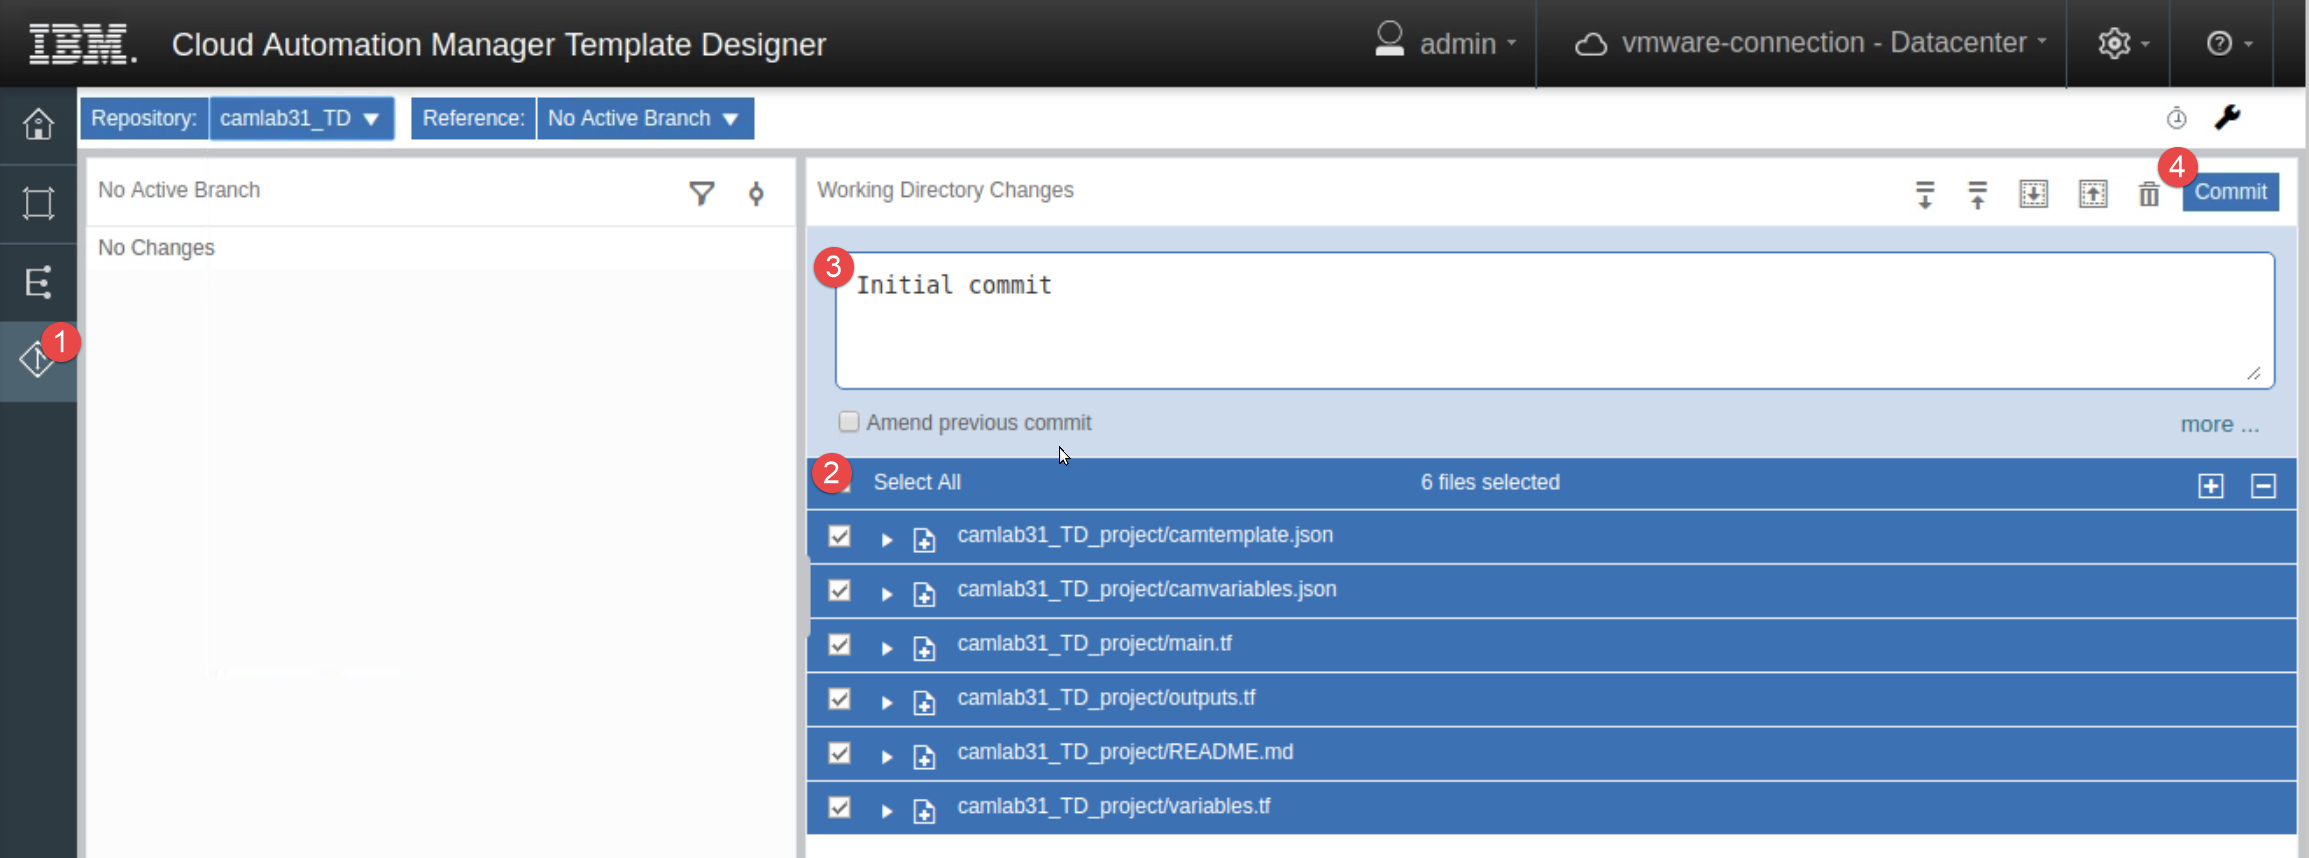 IBM. Cloud Automation Manager Template Designer admin vmware-connection - Datacenter ?
Repository: camlab31_TD Reference: No Active Branch
No Active Branch
No Changes
Working Directory Changes 4 Commit
3 Initial commit
Amend previous commit more ...
1
2 Select All 6 files selected
camlab31_TD_project/camtemplate.json
camlab31_TD_project/camvariables.json
camlab31_TD_project/main.tf
camlab31_TD_project/outputs.tf
camlab31_TD_project/README.md
camlab31_TD_project/variables.tf